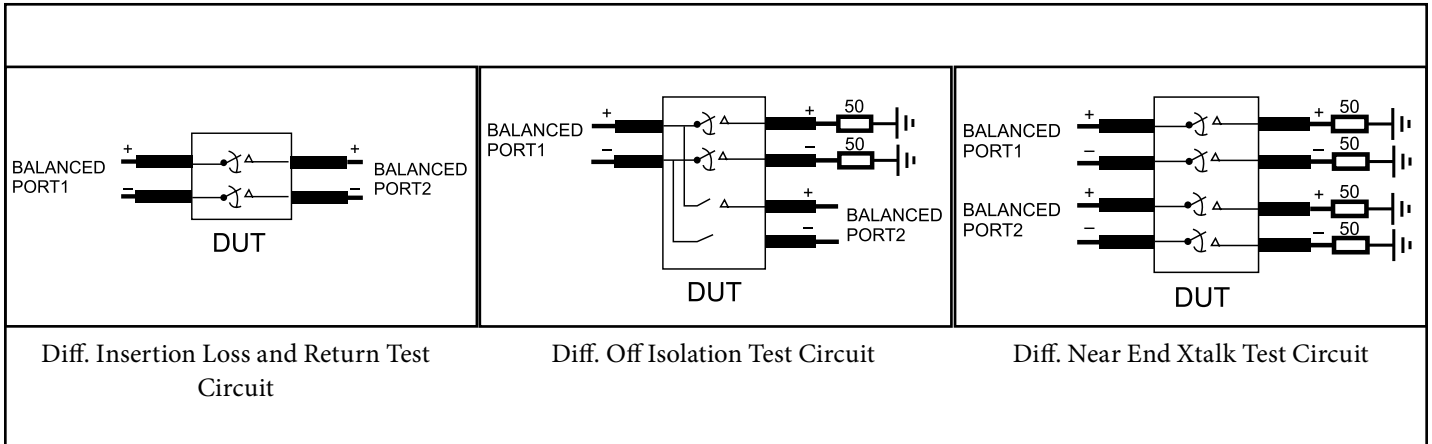 +
BALANCED
PORT1
−
+
BALANCED
PORT2
−
DUT
Diff. Insertion Loss and Return Test
Circuit
+
BALANCED
PORT1
−
+
50
−
50
+
BALANCED
PORT2
−
DUT
Diff. Off Isolation Test Circuit
+
BALANCED
PORT1
−
+
BALANCED
PORT2
−
+
50
−
50
+
50
−
50
DUT
Diff. Near End Xtalk Test Circuit